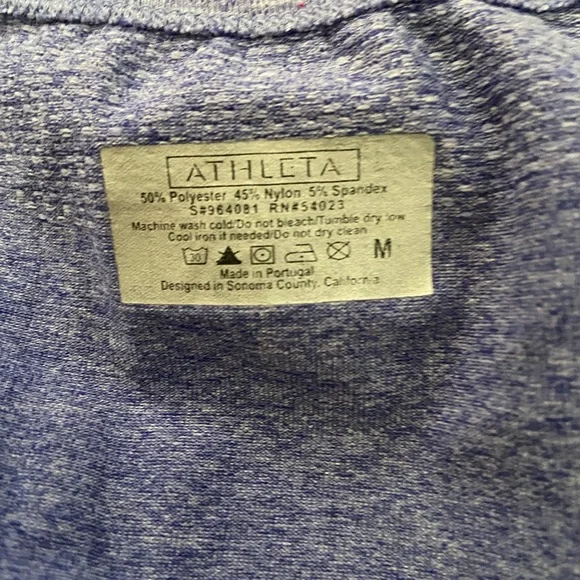 ATHLETA
50% Polyester 45% Nylon 5% Spandex
S#964081 RN#54023
Machine wash cold/Do not bleach/Tumble dry low
Cool iron if needed/Do not dry clean
30 M
Made in Portugal
Designed in Sonoma County, California